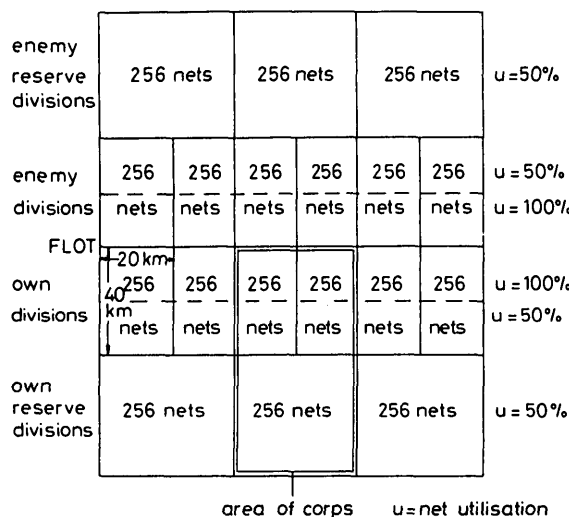 enemy
reserve
divisions
256 nets 256 nets 256 nets
u=50%
enemy
divisions
256 256 256 256 256 256
nets nets nets nets nets nets
u=50%
u=100%
FLOT
20 km
40
km
own
divisions
256 256 256 256 256 256
nets nets nets nets nets nets
u=100%
u=50%
own
reserve
divisions
256 nets 256 nets 256 nets
u=50%
area of corps u=net utilisation